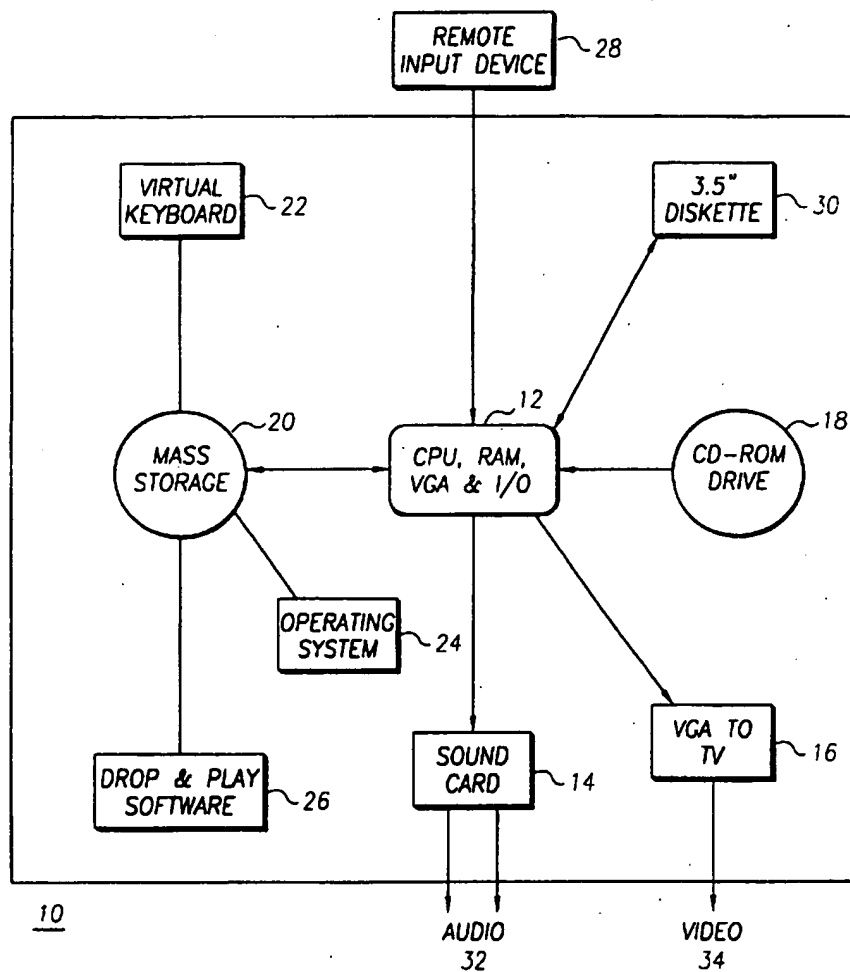 REMOTE
INPUT DEVICE
28
VIRTUAL
KEYBOARD
22
3.5" DISKETTE
30
12
20
MASS
STORAGE
CPU, RAM,
VGA & I/O
18
CD-ROM
DRIVE
OPERATING
SYSTEM
24
DROP & PLAY
SOFTWARE
26
SOUND
CARD
14
VGA TO
TV
16
10
AUDIO
32
VIDEO
34